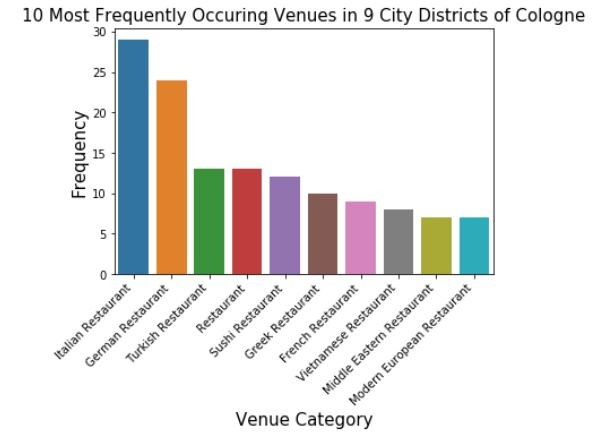 10 Most Frequently Occuring Venues in 9 City Districts of Cologne
Frequency
30
25
20
15
10
5
0
Italian Restaurant
German Restaurant
Turkish Restaurant
Restaurant
Sushi Restaurant
Greek Restaurant
French Restaurant
Vietnamese Restaurant
Middle Eastern Restaurant
Modern European Restaurant
Venue Category